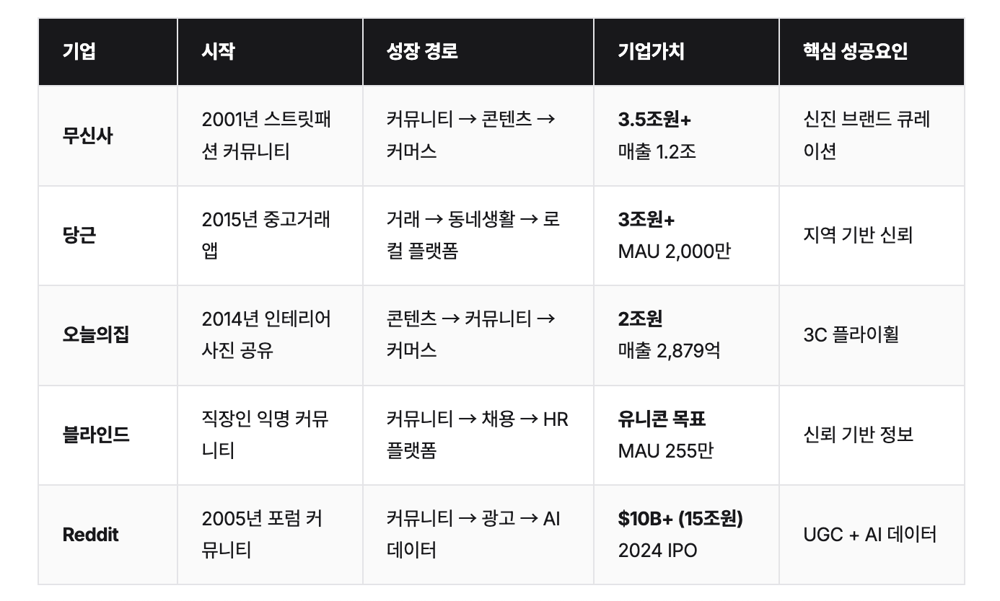 기업 시작 성장 경로 기업가치 핵심 성공요인
무신사
2001년 스트릿패
션 커뮤니티
커뮤니티 → 콘텐츠 →
커머스
3.5조원+
매출 1.2조
신진 브랜드 큐레
이션
당근
2015년 중고거래
앱
거래 → 동네생활 → 로
컬 플랫폼
3조원+
MAU 2,000만
지역 기반 신뢰
오늘의집
2014년 인테리어
사진 공유
콘텐츠 → 커뮤니티 →
커머스
2조원
매출 2,879억
3C 플라이휠
블라인드
직장인 익명 커뮤
니티
커뮤니티 → 채용 → HR
플랫폼
유니콘 목표
MAU 255만
신뢰 기반 정보
Reddit
2005년 포럼 커
뮤니티
커뮤니티 → 광고 → AI
데이터
$10B+ (15조원)
2024 IPO
UGC + AI 데이터